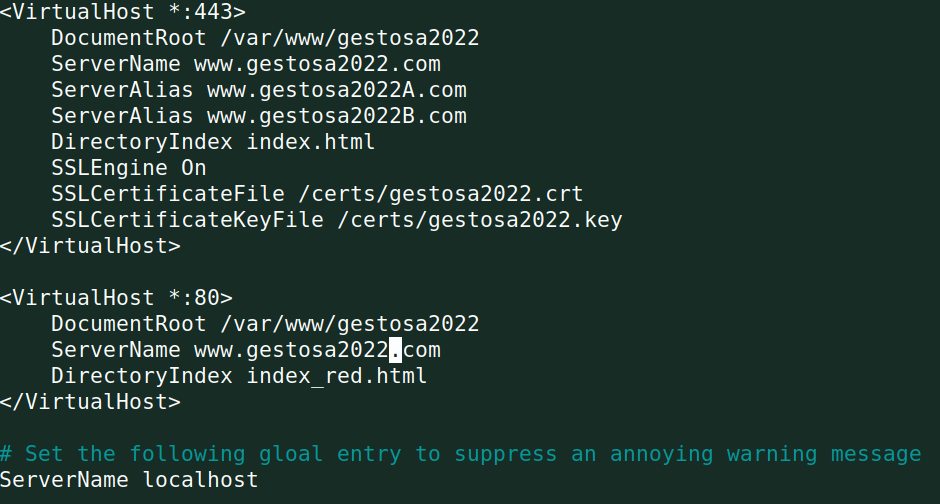 <VirtualHost *:443>
    DocumentRoot /var/www/gestosa2022
    ServerName www.gestosa2022.com
    ServerAlias www.gestosa2022A.com
    ServerAlias www.gestosa2022B.com
    DirectoryIndex index.html
    SSLEngine On
    SSLCertificateFile /certs/gestosa2022.crt
    SSLCertificateKeyFile /certs/gestosa2022.key
</VirtualHost>

<VirtualHost *:80>
    DocumentRoot /var/www/gestosa2022
    ServerName www.gestosa2022.com
    DirectoryIndex index_red.html
</VirtualHost>

# Set the following gloal entry to suppress an annoying warning message
ServerName localhost